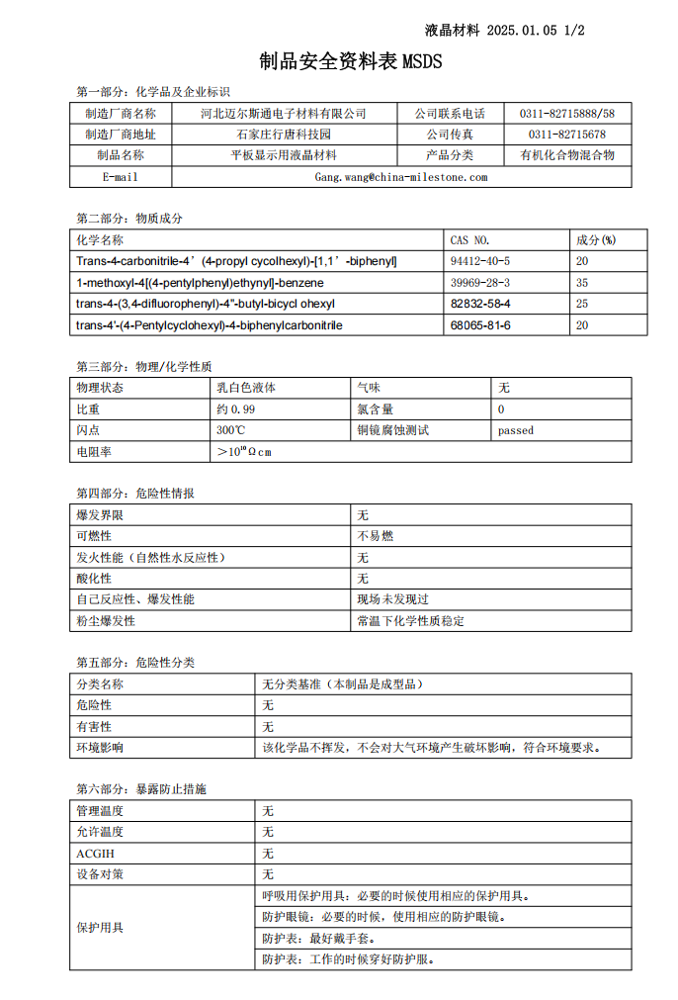 液晶材料 2025.01.05 1/2
制品安全资料表MSDS
第一部分: 化学品及企业标识
制造厂商名称 河北迈尔斯通电子材料有限公司 公司联系电话 0311-82715888/58
制造厂商地址 石家庄行唐科技园 公司传真 0311-82715678
制品名称 平板显示用液晶材料 产品分类 有机化合物混合物
E-mail Gang.wang@china-milestone.com
第二部分: 物质成分
化学名称 CAS NO. 成分(%)
Trans-4-carbonitrile-4’(4-propyl cycolhexyl)-[1,1’-biphenyl] 94412-40-5 20
1-methoxyl-4[(4-pentylphenyl)ethynyl]-benzene 39969-28-3 35
trans-4-(3,4-difluorophenyl)-4"-butyl-bicycl ohexyl 82832-58-4 25
trans-4'-(4-Pentylcyclohexyl)-4-biphenylcarbonitrile 68065-81-6 20
第三部分: 物理/化学性质
物理状态 乳白色液体 气味 无
比重 约0.99 氯含量 0
闪点 300℃ 铜镜腐蚀测试 passed
电阻率 ＞10¹⁰Ωcm
第四部分: 危险性情报
爆发界限 无
可燃性 不易燃
发火性能（自然性水反应性） 无
酸化性 无
自己反应性、爆发性能 现场未发现过
粉尘爆发性 常温下化学性质稳定
第五部分: 危险性分类
分类名称 无分类基准（本制品是成型品）
危险性 无
有害性 无
环境影响 该化学品不挥发，不会对大气环境产生破坏影响，符合环境要求。
第六部分: 暴露防止措施
管理温度 无
允许温度 无
ACGIH 无
设备对策 无
保护用具 呼吸用保护用具: 必要的时候使用相应的保护用具。
防护眼镜: 必要的时候，使用相应的防护眼镜。
防护表: 最好戴手套。
防护表: 工作的时候穿好防护服。